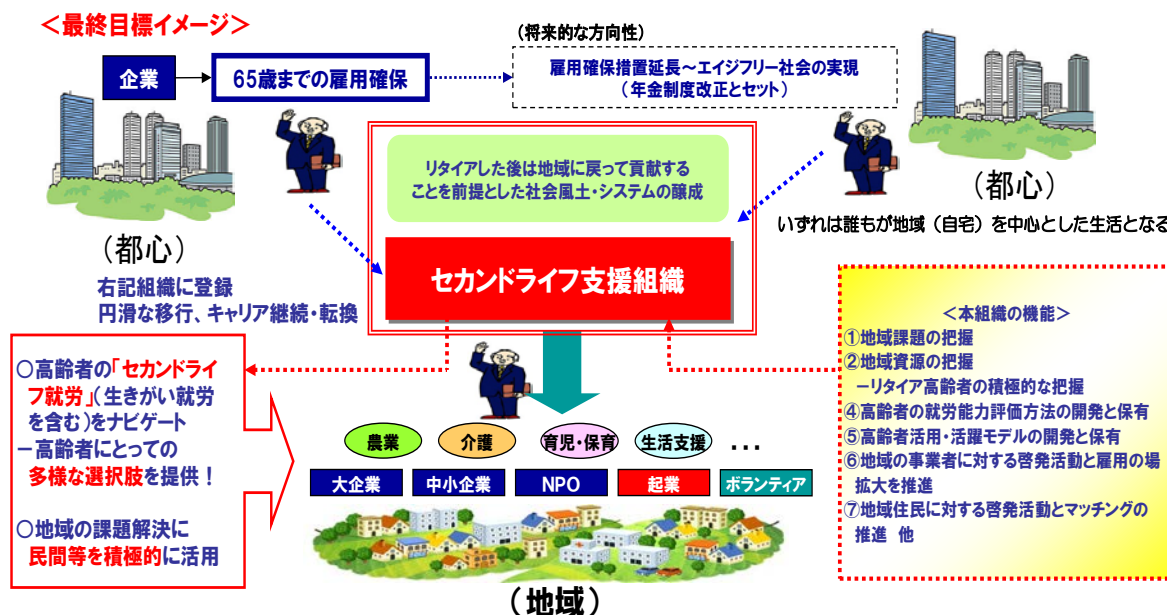 ＜最終目標イメージ＞
企業
65歳までの雇用確保
(将来的な方向性)
雇用確保措置延長～エイジフリー社会の実現
（年金制度改正とセット）
リタイアした後は地域に戻って貢献する
ことを前提とした社会風土・システムの醸成
セカンドライフ支援組織
（都心）
（都心）
いずれは誰もが地域（自宅）を中心とした生活となる
右記組織に登録
円滑な移行、キャリア継続・転換
○高齢者の「セカンドライ
フ就労」（生きがい就労
を含む）をナビゲート
－高齢者にとっての
多様な選択肢を提供！
○地域の課題解決に
民間等を積極的に活用
農業
介護
育児・保育
生活支援
...
大企業
中小企業
NPO
起業
ボランティア
（地域）
＜本組織の機能＞
①地域課題の把握
②地域資源の把握
－リタイア高齢者の積極的な把握
④高齢者の就労能力評価方法の開発と保有
⑤高齢者活用・活躍モデルの開発と保有
⑥地域の事業者に対する啓発活動と雇用の場
拡大を推進
⑦地域住民に対する啓発活動とマッチングの
推進 他